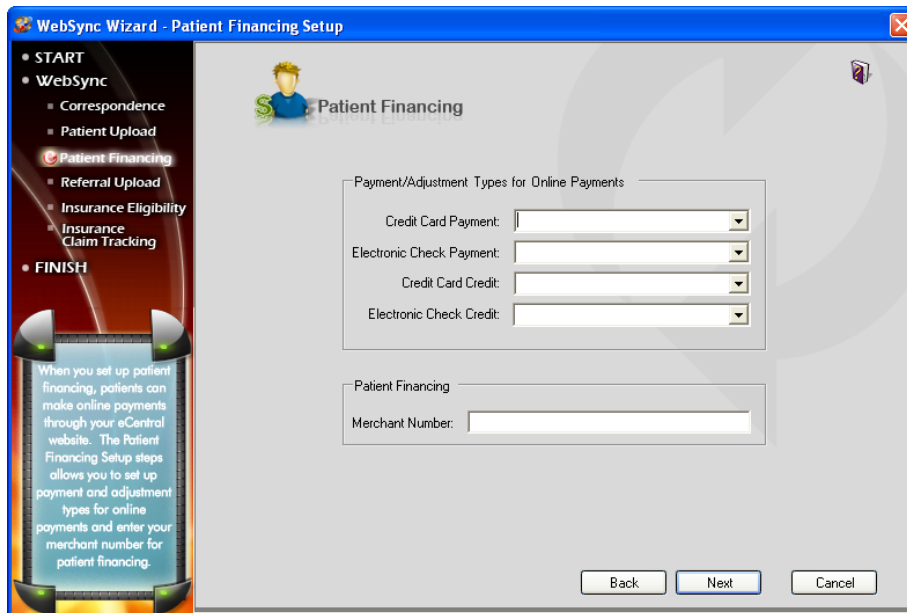 WebSync Wizard - Patient Financing Setup
START
WebSync
Correspondence
Patient Upload
Patient Financing
Referral Upload
Insurance Eligibility
Insurance
Claim Tracking
FINISH
When you set up patient
financing, patients can
make online payments
through your eCentral
website. The Patient
Financing Setup steps
allows you to set up
payment and adjustment
types for online
payments and enter your
merchant number for
patient financing.
$
Patient Financing
?
Payment/Adjustment Types for Online Payments
Credit Card Payment:
Electronic Check Payment:
Credit Card Credit:
Electronic Check Credit:
Patient Financing
Merchant Number:
Back Next Cancel